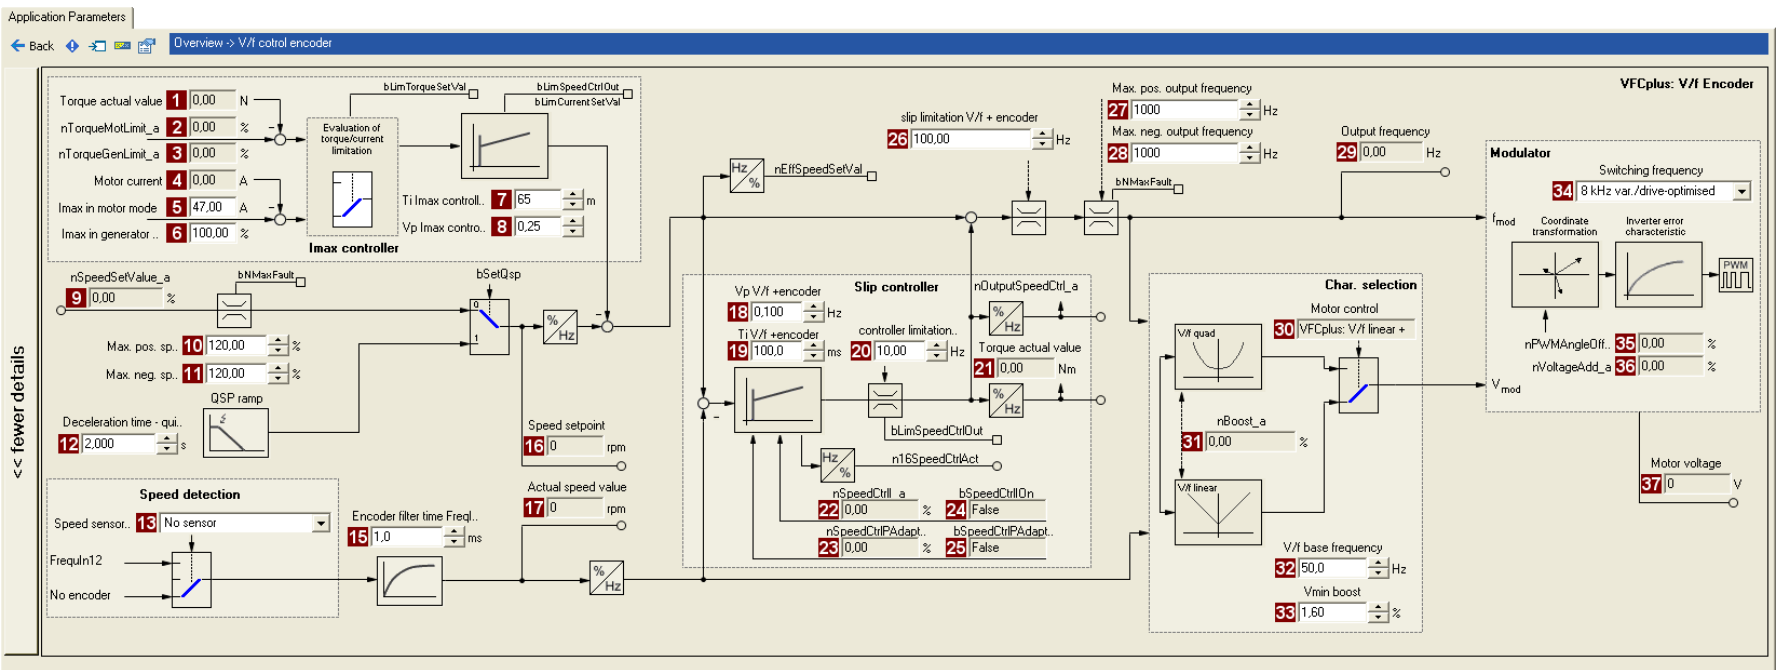 Application Parameters
Back
Overview -> V/f cotrol encoder
<< fewer details
VFCplus: V/f Encoder
Torque actual value 1 0,00 N
nTorqueMotLimit_a 2 0,00 %
nTorqueGenLimit_a 3 0,00 %
Motor current 4 0,00 A
Imax in motor mode 5 47,00 A
Imax in generator .. 6 100,00 %
bLimTorqueSetVal
Evaluation of
torque/current
limitation
bLimSpeedCtrlOut
bLimCurrentSetVal
Ti Imax controll.. 7 65 m
Vp Imax contro.. 8 0,25
Imax controller
nSpeedSetValue_a
9 0,00 %
bNMaxFault
bSetQsp
0
1
Max. pos. sp.. 10 120,00 %
Max. neg. sp.. 11 120,00 %
QSP ramp
Deceleration time - qui..
12 2,000 s
% Hz
Speed setpoint
16 0 rpm
Actual speed value
17 0 rpm
Speed detection
Speed sensor.. 13 No sensor
FrequIn12
No encoder
Encoder filter time FreqI..
15 1,0 ms
% Hz
Hz %
nEffSpeedSetVal
Slip controller
Vp V/f +encoder
18 0,100 Hz
Ti V/f +encoder
19 100,0 ms
controller limitation..
20 10,00 Hz
bLimSpeedCtrlOut
Hz %
n16SpeedCtrlAct
nSpeedCtrlI_a
22 0,00 %
bSpeedCtrlIOn
24 False
nSpeedCtrlPAdapt..
23 0,00 %
bSpeedCtrlPAdapt..
25 False
nOutputSpeedCtrl_a
% Hz
Torque actual value
21 0,00 Nm
% Hz
slip limitation V/f + encoder
26 100,00 Hz
Max. pos. output frequency
27 1000 Hz
Max. neg. output frequency
28 1000 Hz
bNMaxFault
Output frequency
29 0,00 Hz
Char. selection
Motor control
30 VFCplus: V/f linear +
V/f quad
nBoost_a
31 0,00 %
V/f linear
V/f base frequency
32 50,0 Hz
Vmin boost
33 1,60 %
Modulator
Switching frequency
34 8 kHz var./drive-optimised
fmod
Coordinate
transformation
Inverter error
characteristic
PWM
nPWMAngleOff.. 35 0,00 %
nVoltageAdd_a 36 0,00 %
Vmod
Motor voltage
37 0 V